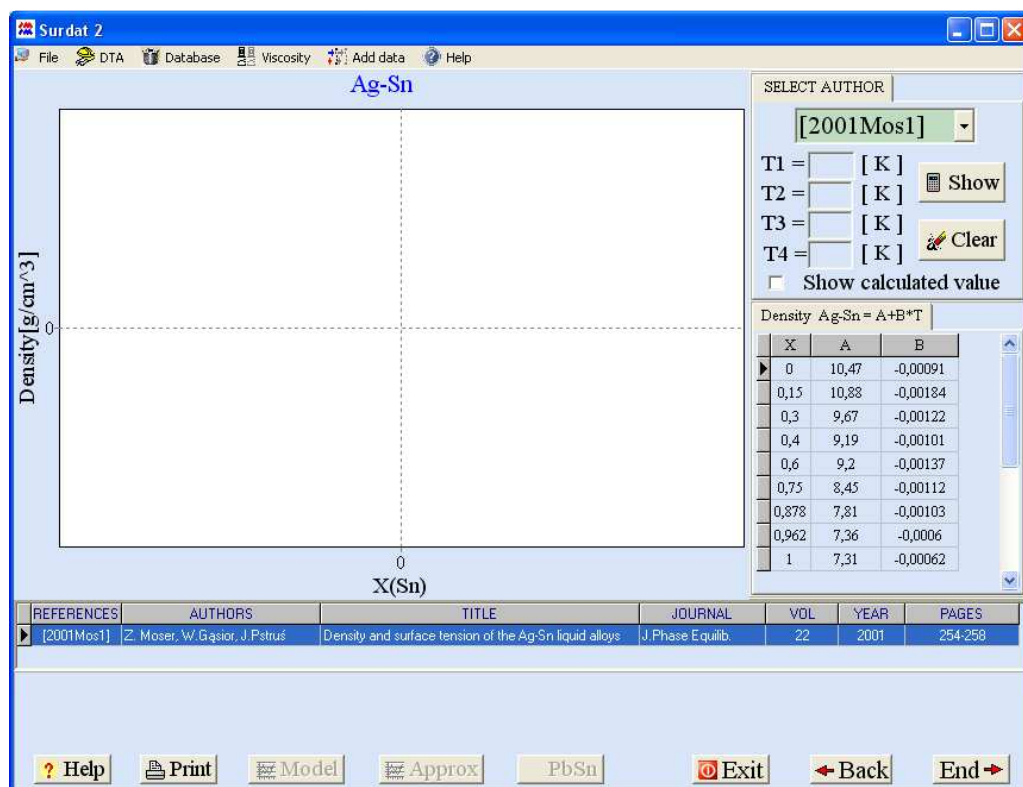 Surdat 2
File DTA Database Viscosity Add data Help
Ag-Sn
Density[g/cm^3]
0
0
X(Sn)
SELECT AUTHOR
[2001Mos1]
T1 = [ K ]
T2 = [ K ]
Show
T3 = [ K ]
T4 = [ K ]
Clear
Show calculated value
Density Ag-Sn = A+B*T
X A B
0 10,47 -0,00091
0,15 10,88 -0,00184
0,3 9,67 -0,00122
0,4 9,19 -0,00101
0,6 9,2 -0,00137
0,75 8,45 -0,00112
0,878 7,81 -0,00103
0,962 7,36 -0,0006
1 7,31 -0,00062
REFERENCES AUTHORS TITLE JOURNAL VOL YEAR PAGES
[2001Mos1] Z. Moser, W.Gąsior, J.Pstruś Density and surface tension of the Ag-Sn liquid alloys J.Phase Equilib. 22 2001 254-258
? Help Print Model Approx PbSn Exit Back End